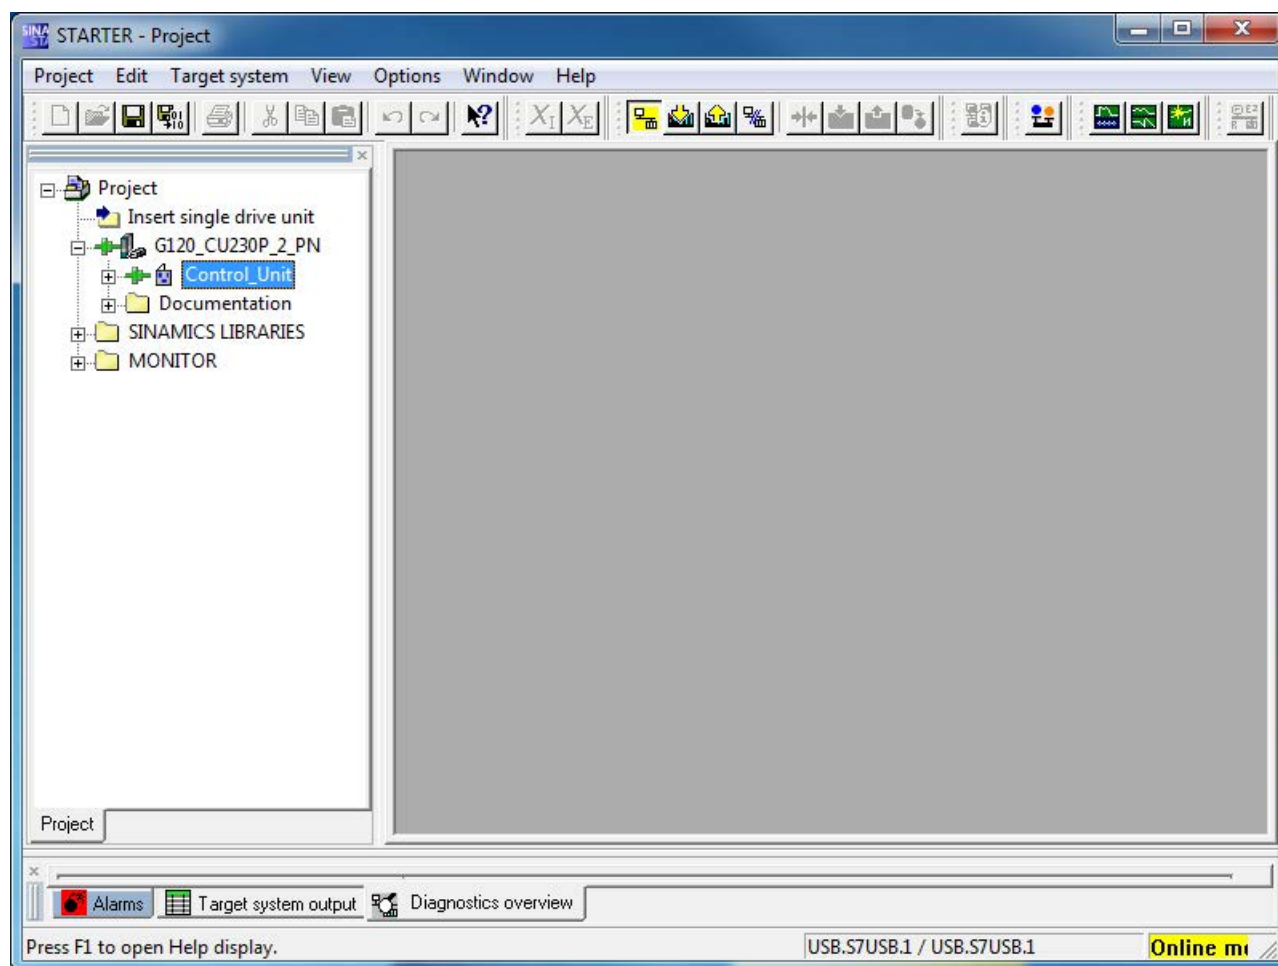 STARTER - Project
Project Edit Target system View Options Window Help
Project
Insert single drive unit
G120_CU230P_2_PN
Control_Unit
Documentation
SINAMICS LIBRARIES
MONITOR
Project
Alarms Target system output Diagnostics overview
Press F1 to open Help display. USB.S7USB.1 / USB.S7USB.1 Online